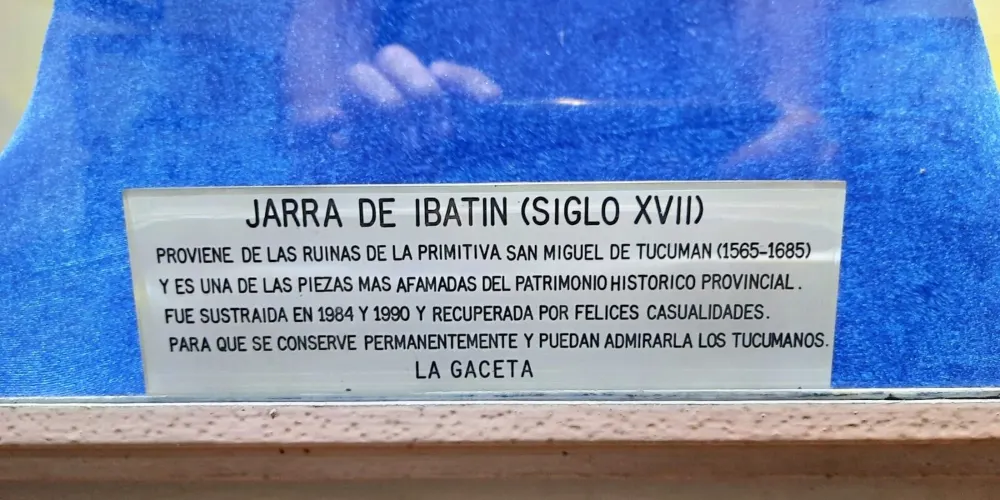 JARRA DE IBATIN (SIGLO XVII)
PROVIENE DE LAS RUINAS DE LA PRIMITIVA SAN MIGUEL DE TUCUMAN (1565-1685)
Y ES UNA DE LAS PIEZAS MAS AFAMADAS DEL PATRIMONIO HISTORICO PROVINCIAL.
FUE SUSTRAIDA EN 1984 Y 1990 Y RECUPERADA POR FELICES CASUALIDADES.
PARA QUE SE CONSERVE PERMANENTEMENTE Y PUEDAN ADMIRARLA LOS TUCUMANOS.
LA GACETA